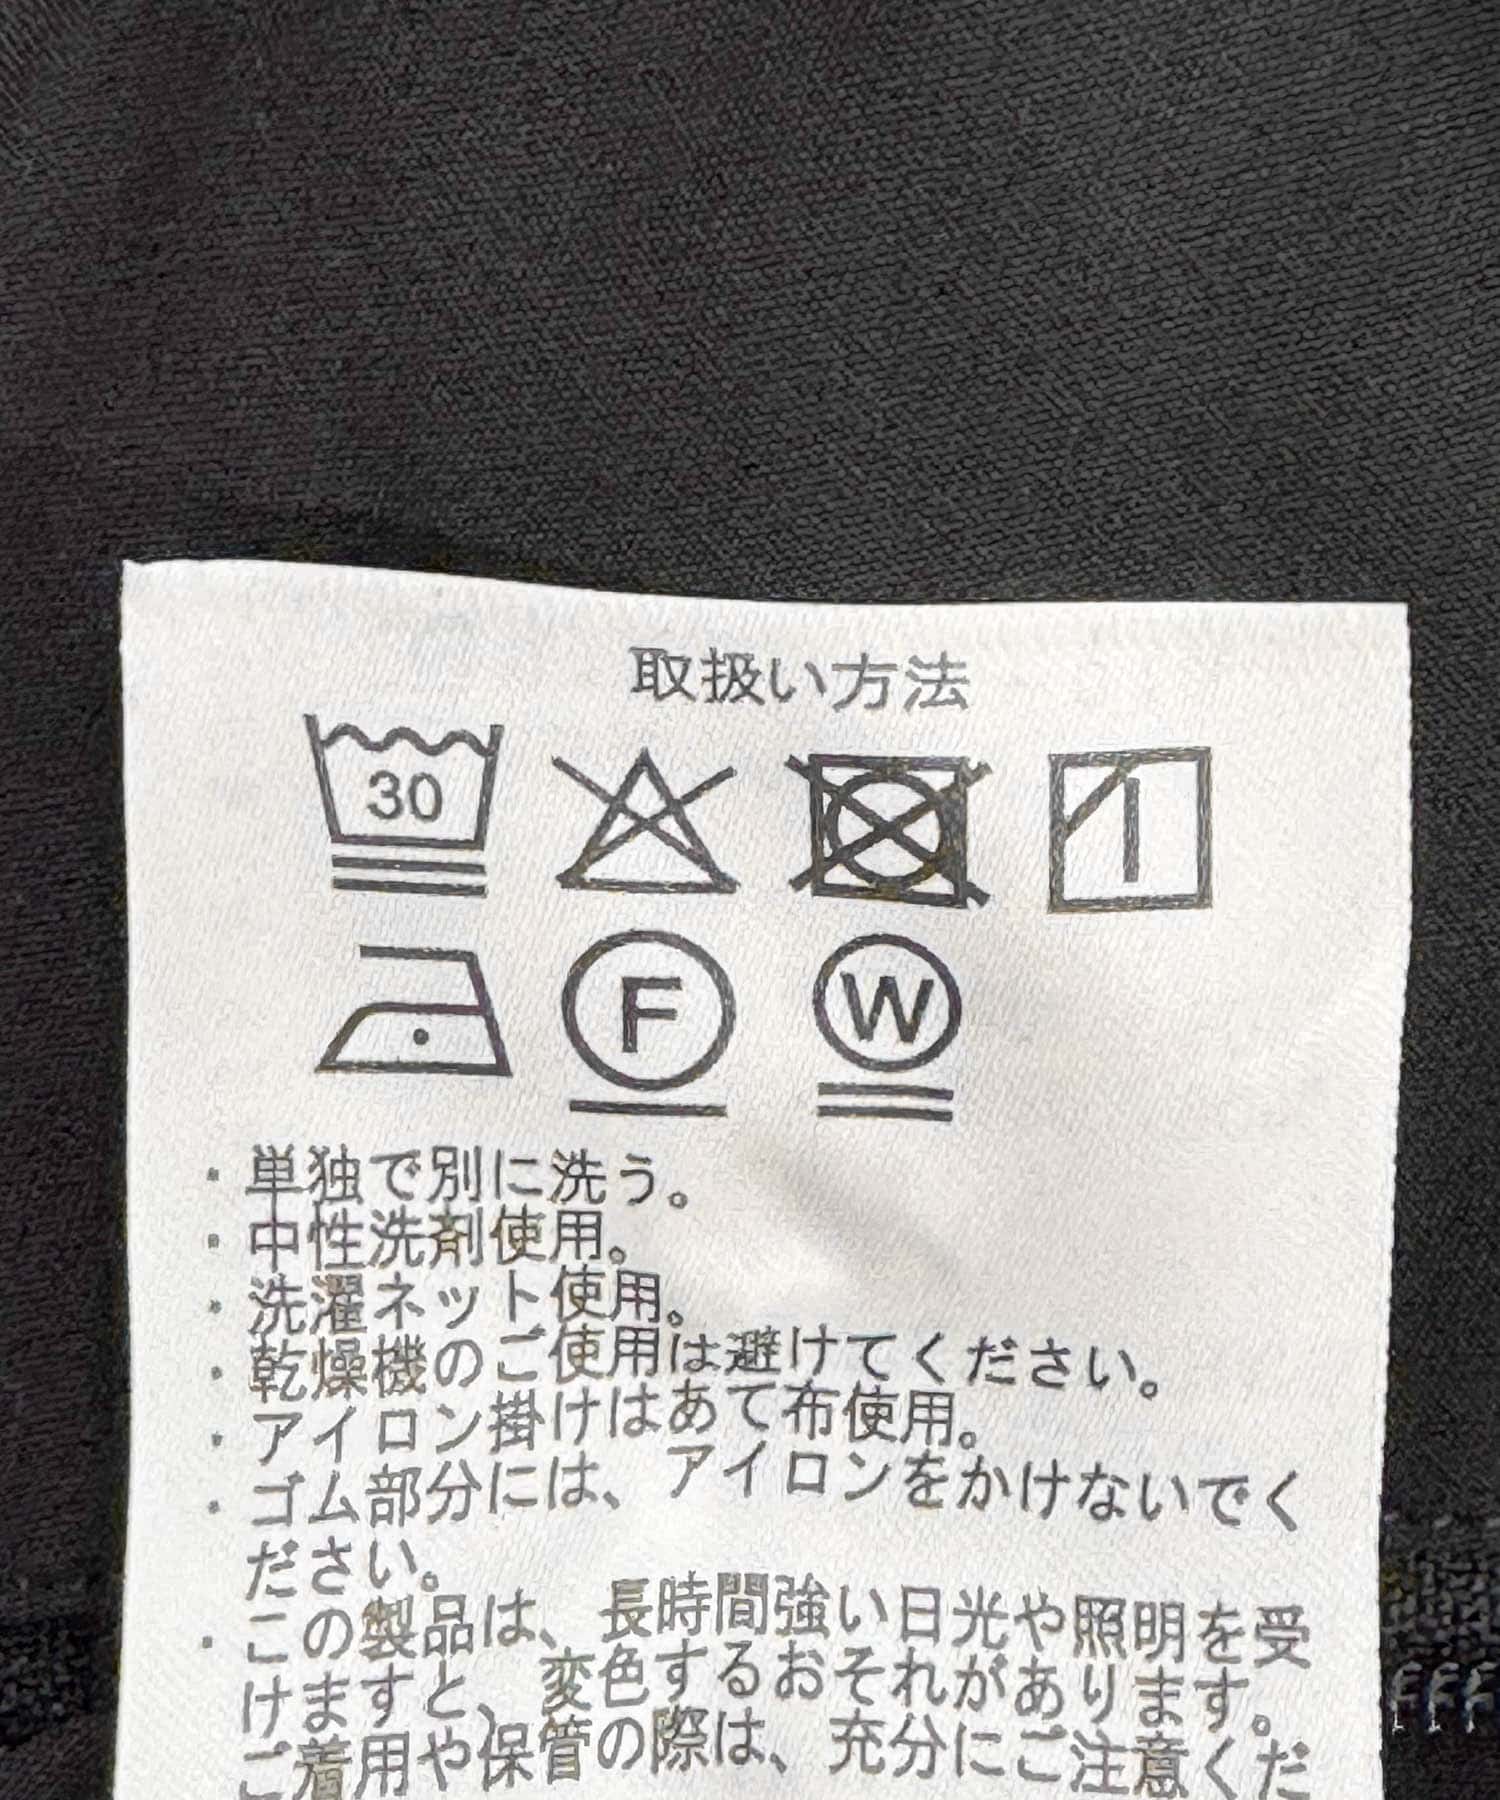 取扱い方法
30
F W
・単独で別に洗う。
・中性洗剤使用。
・洗濯ネット使用。
・乾燥機のご使用は避けてください。
・アイロン掛けはあて布使用。
・ゴム部分には、アイロンをかけないでく
ださい。
・この製品は、長時間強い日光や照明を受
けますと、変色するおそれがあります。
ご着用や保管の際は、充分にご注意くだ